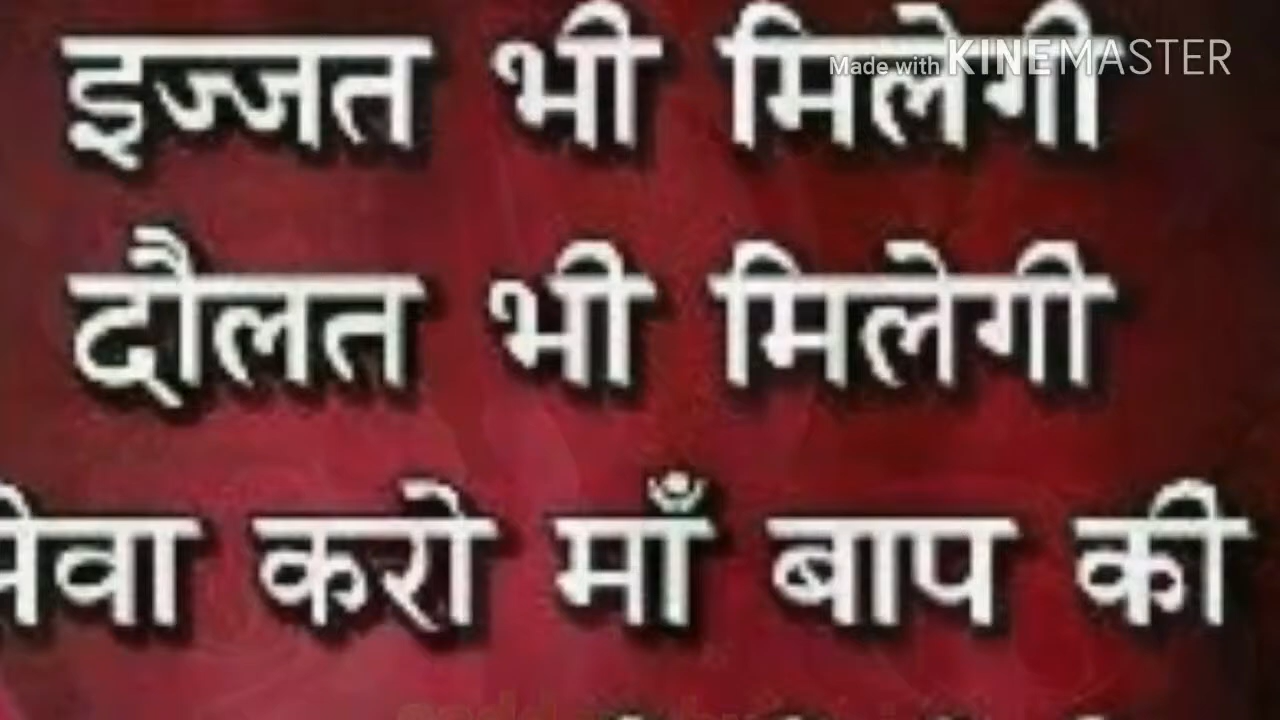 इज्जत भी मिलेगी
Made with KINEMASTER
दौलत भी मिलेगी
सेवा करो माँ बाप की